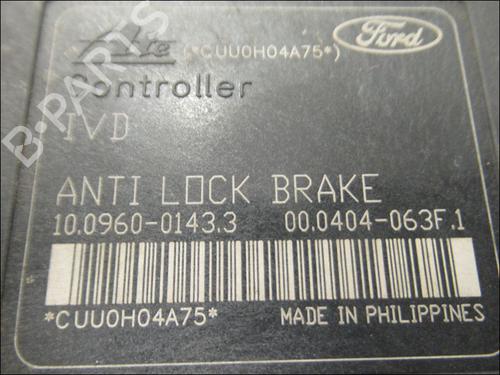 Ate (*CUU0H04A75*) Ford
Controller
IVD
B-PARTS
ANTI LOCK BRAKE
10.0960-0143.3 00.0404-063F.1
*CUU0H04A75* MADE IN PHILIPPINES